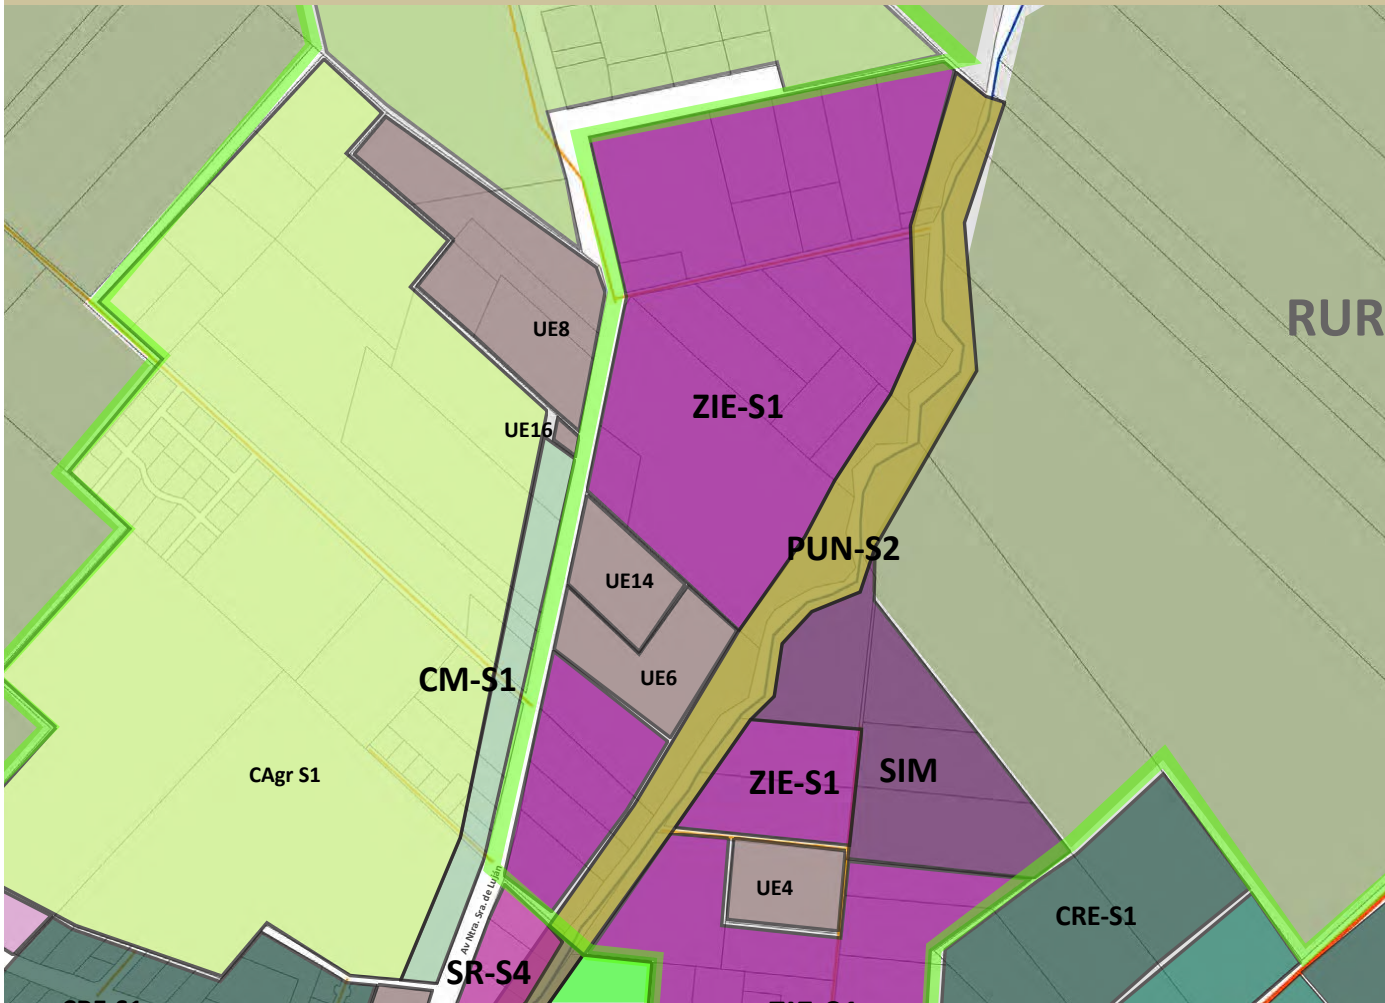 RUR
UE8
ZIE-S1
UE16
PUN-S2
UE14
UE6
CM-S1
CAgr S1
ZIE-S1
SIM
UE4
CRE-S1
Av Ntra. Sra. de Luján
SR-S4